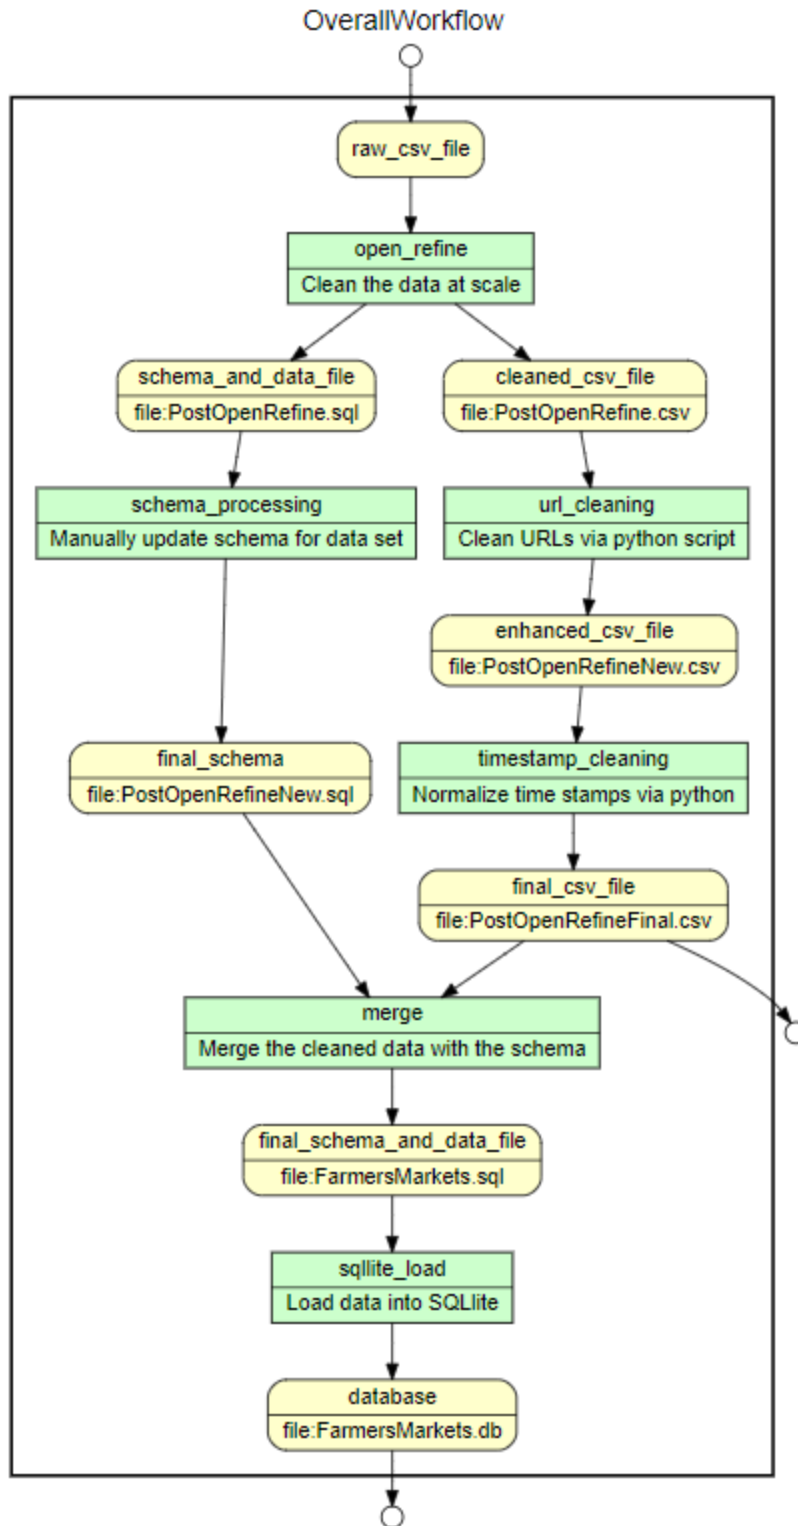 OverallWorkflow
raw_csv_file
open_refine
Clean the data at scale
schema_and_data_file
file:PostOpenRefine.sql
cleaned_csv_file
file:PostOpenRefine.csv
schema_processing
Manually update schema for data set
url_cleaning
Clean URLs via python script
enhanced_csv_file
file:PostOpenRefineNew.csv
final_schema
file:PostOpenRefineNew.sql
timestamp_cleaning
Normalize time stamps via python
final_csv_file
file:PostOpenRefineFinal.csv
merge
Merge the cleaned data with the schema
final_schema_and_data_file
file:FarmersMarkets.sql
sqllite_load
Load data into SQLlite
database
file:FarmersMarkets.db